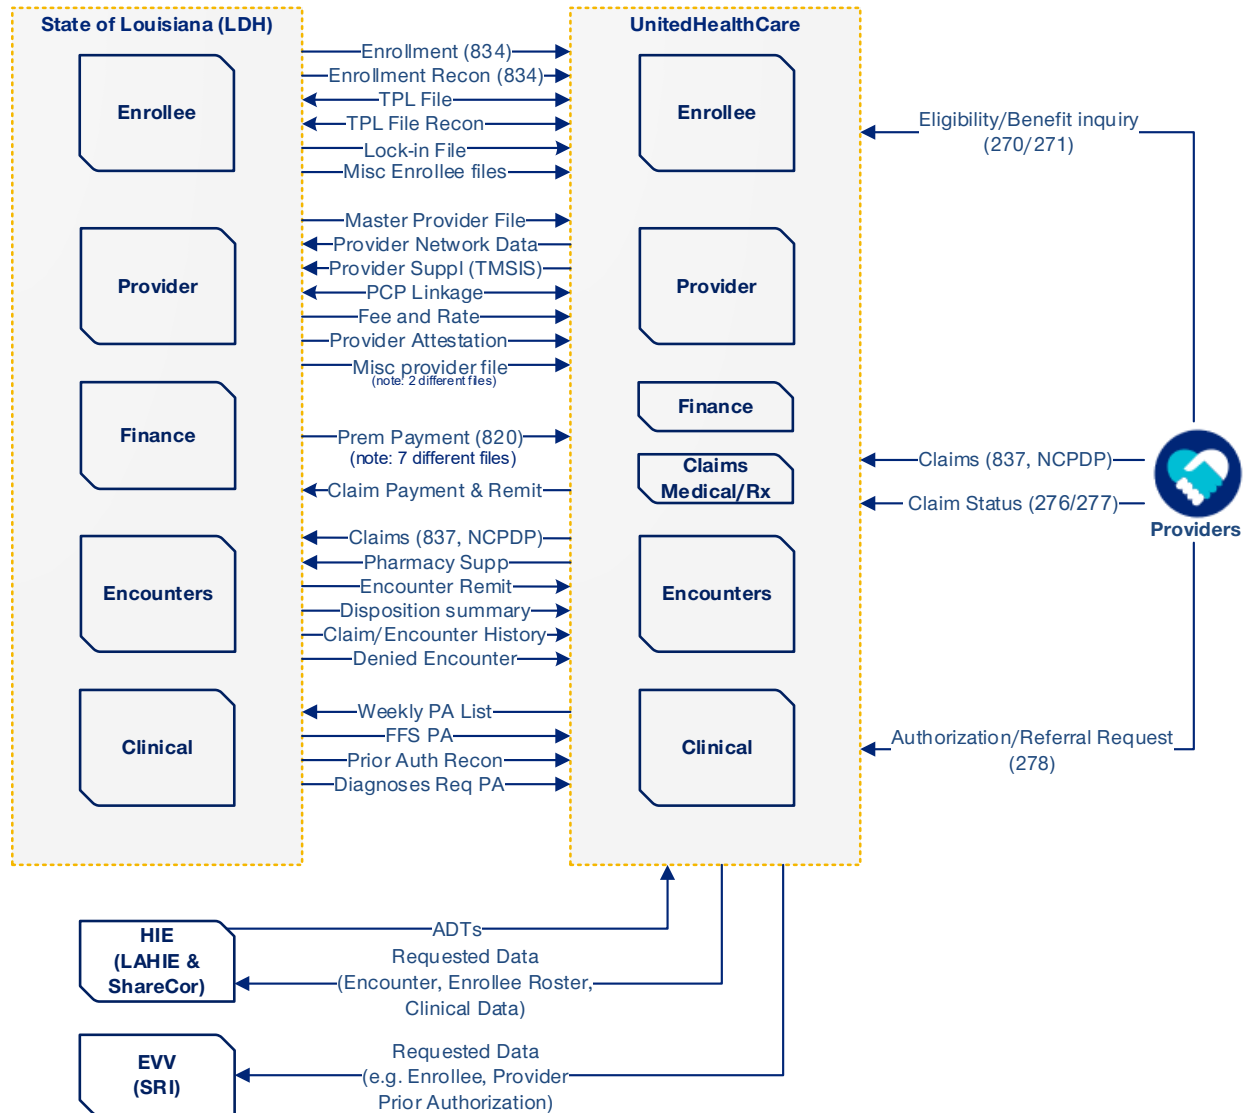 State of Louisiana (LDH)
UnitedHealthCare
Enrollee
Enrollment (834)
Enrollment Recon (834)
TPL File
TPL File Recon
Lock-in File
Misc Enrollee files
Enrollee
Eligibility/Benefit inquiry
(270/271)
Provider
Master Provider File
Provider Network Data
Provider Suppl (TMSIS)
PCP Linkage
Fee and Rate
Provider Attestation
Misc provider file
(note: 2 different files)
Provider
Finance
Prem Payment (820)
(note: 7 different files)
Claim Payment & Remit
Finance
Claims
Medical/Rx
Claims (837, NCPDP)
Claim Status (276/277)
Providers
Encounters
Claims (837, NCPDP)
Pharmacy Supp
Encounter Remit
Disposition summary
Claim/Encounter History
Denied Encounter
Encounters
Clinical
Weekly PA List
FFS PA
Prior Auth Recon
Diagnoses Req PA
Clinical
Authorization/Referral Request
(278)
HIE
(LAHIE &
ShareCor)
ADTs
Requested Data
(Encounter, Enrollee Roster,
Clinical Data)
EVV
(SRI)
Requested Data
(e.g. Enrollee, Provider
Prior Authorization)